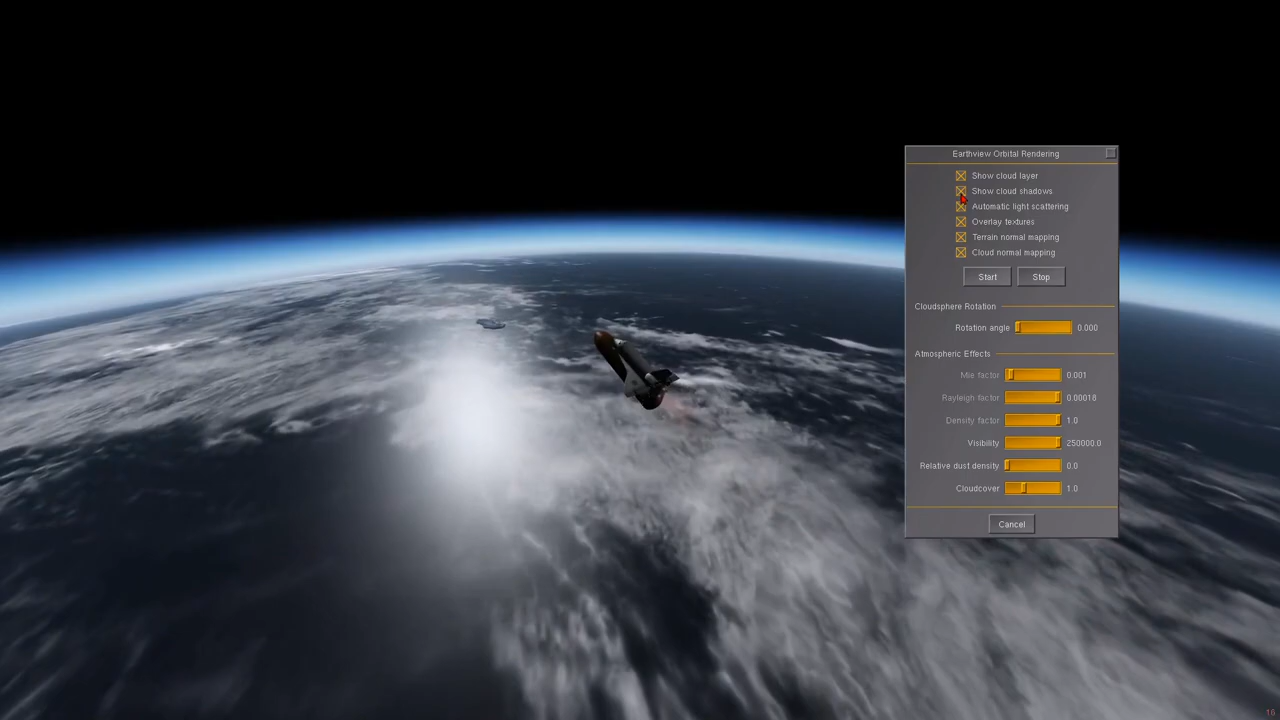 Earthview Orbital Rendering
Show cloud layer
Show cloud shadows
Automatic light scattering
Overlay textures
Terrain normal mapping
Cloud normal mapping
Start Stop
Cloudsphere Rotation
Rotation angle 0.000
Atmospheric Effects
Mie factor 0.001
Rayleigh factor 0.00018
Density factor 1.0
Visibility 250000.0
Relative dust density 0.0
Cloudcover 1.0
Cancel
16